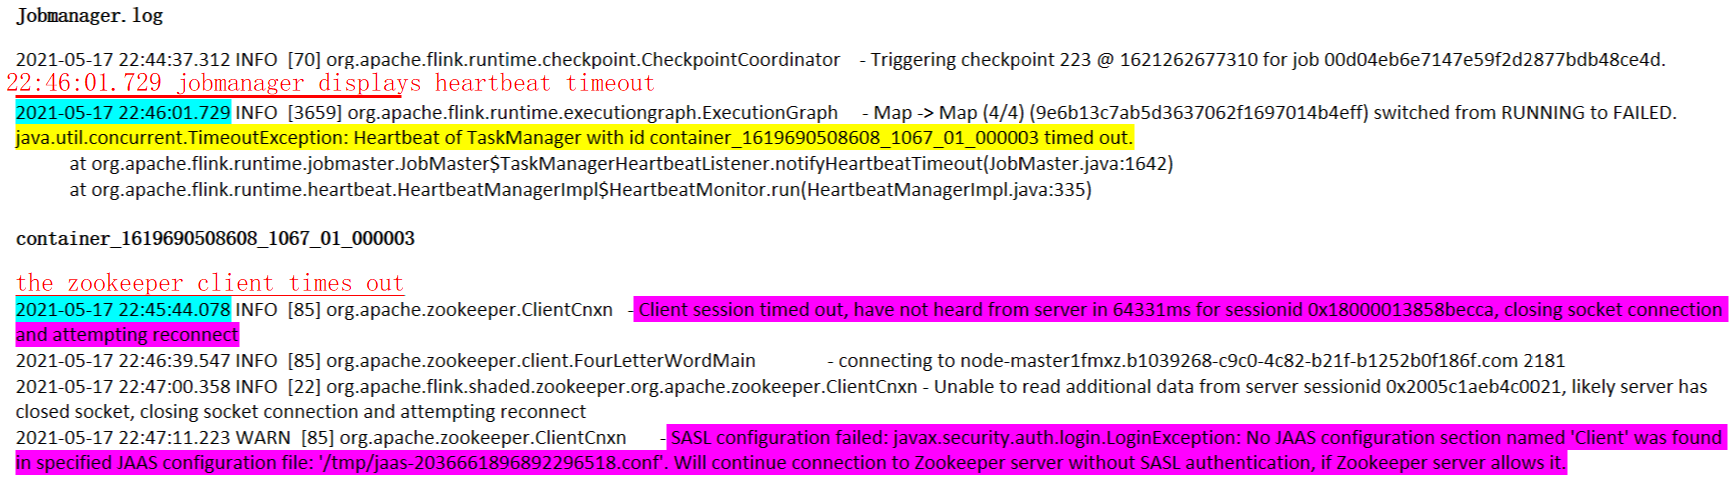 Jobmanager.log
2021-05-17 22:44:37.312 INFO [70] org.apache.flink.runtime.checkpoint.CheckpointCoordinator - Triggering checkpoint 223 @ 1621262677310 for job 00d04eb6e7147e59f2d2877bdb48ce4d.
22:46:01.729 jobmanager displays heartbeat timeout
2021-05-17 22:46:01.729 INFO [3659] org.apache.flink.runtime.executiongraph.ExecutionGraph - Map -> Map (4/4) (9e6b13c7ab5d3637062f1697014b4eff) switched from RUNNING to FAILED.
java.util.concurrent.TimeoutException: Heartbeat of TaskManager with id container_1619690508608_1067_01_000003 timed out.
at org.apache.flink.runtime.jobmaster.JobMaster$TaskManagerHeartbeatListener.notifyHeartbeatTimeout(JobMaster.java:1642)
at org.apache.flink.runtime.heartbeat.HeartbeatManagerImpl$HeartbeatMonitor.run(HeartbeatManagerImpl.java:335)
container_1619690508608_1067_01_000003
the zookeeper client times out
2021-05-17 22:45:44.078 INFO [85] org.apache.zookeeper.ClientCnxn - Client session timed out, have not heard from server in 64331ms for sessionid 0x18000013858becca, closing socket connection
and attempting reconnect
2021-05-17 22:46:39.547 INFO [85] org.apache.zookeeper.client.FourLetterWordMain - connecting to node-master1fmxz.b1039268-c9c0-4c82-b21f-b1252b0f186f.com 2181
2021-05-17 22:47:00.358 INFO [22] org.apache.flink.shaded.zookeeper.org.apache.zookeeper.ClientCnxn - Unable to read additional data from server sessionid 0x2005c1aeb4c0021, likely server has
closed socket, closing socket connection and attempting reconnect
2021-05-17 22:47:11.223 WARN [85] org.apache.zookeeper.ClientCnxn - SASL configuration failed: javax.security.auth.login.LoginException: No JAAS configuration section named 'Client' was found
in specified JAAS configuration file: '/tmp/jaas-2036661896892296518.conf'. Will continue connection to Zookeeper server without SASL authentication, if Zookeeper server allows it.